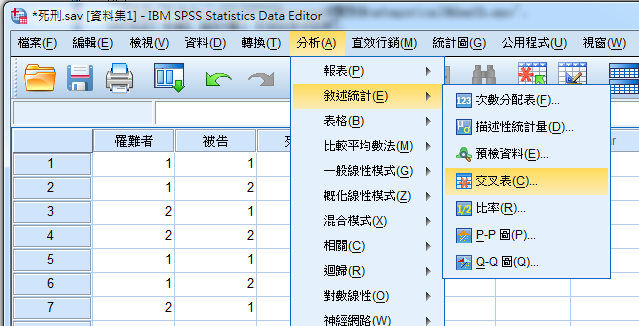 *死刑.sav [資料集1] - IBM SPSS Statistics Data Editor
檔案(F) 編輯(E) 檢視(V) 資料(D) 轉換(T) 分析(A) 直效行銷(M) 統計圖(G) 公用程式(U) 視窗(W)
報表(P)
敘述統計(E)
表格(B)
比較平均數法(M)
一般線性模式(G)
概化線性模式(Z)
混合模式(X)
相關(C)
迴歸(R)
對數線性(O)
神經網路(W)
次數分配表(F)...
描述性統計量(D)...
預檢資料(E)...
交叉表(C)...
比率(R)...
P-P 圖(P)...
Q-Q 圖(Q)...
罹難者 被告
1 1 1
2 1 2
3 2 1
4 2 2
5 1 1
6 1 2
7 2 1